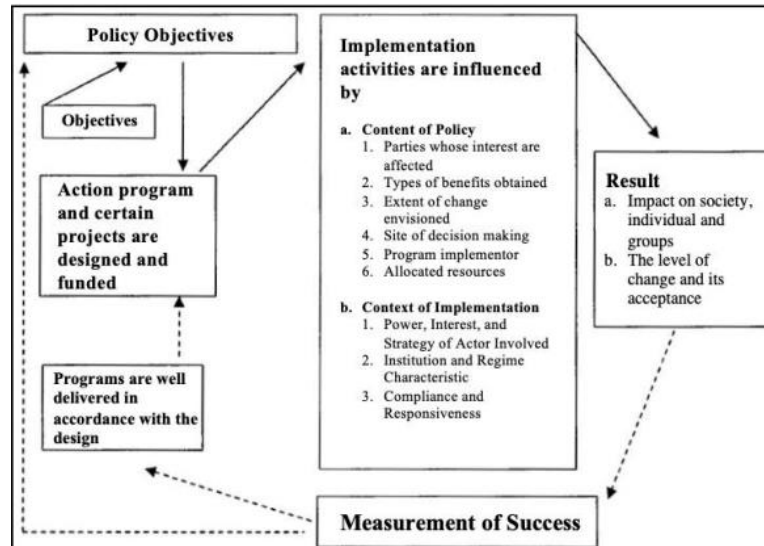 Policy Objectives
Objectives
Action program
and certain
projects are
designed and
funded
Programs are well
delivered in
accordance with the
design
Implementation
activities are influenced
by
a. Content of Policy
1. Parties whose interest are
affected
2. Types of benefits obtained
3. Extent of change
envisioned
4. Site of decision making
5. Program implementor
6. Allocated resources
b. Context of Implementation
1. Power, Interest, and
Strategy of Actor Involved
2. Institution and Regime
Characteristic
3. Compliance and
Responsiveness
Result
a. Impact on society,
individual and
groups
b. The level of
change and its
acceptance
Measurement of Success